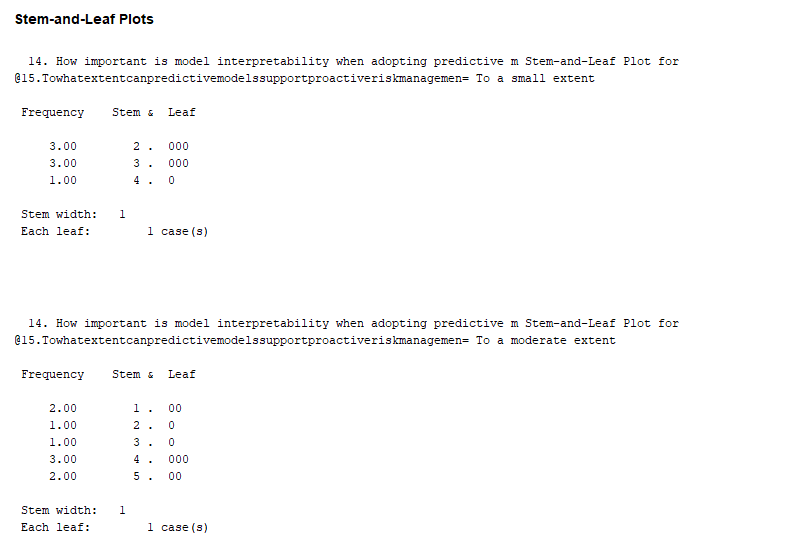 Stem-and-Leaf Plots
14. How important is model interpretability when adopting predictive m Stem-and-Leaf Plot for
@15.Towhatextentcanpredictivemodelssupportproactiveriskmanagemen= To a small extent
Frequency Stem & Leaf
3.00 2 . 000
3.00 3 . 000
1.00 4 . 0
Stem width: 1
Each leaf: 1 case(s)
14. How important is model interpretability when adopting predictive m Stem-and-Leaf Plot for
@15.Towhatextentcanpredictivemodelssupportproactiveriskmanagemen= To a moderate extent
Frequency Stem & Leaf
2.00 1 . 00
1.00 2 . 0
1.00 3 . 0
3.00 4 . 000
2.00 5 . 00
Stem width: 1
Each leaf: 1 case(s)